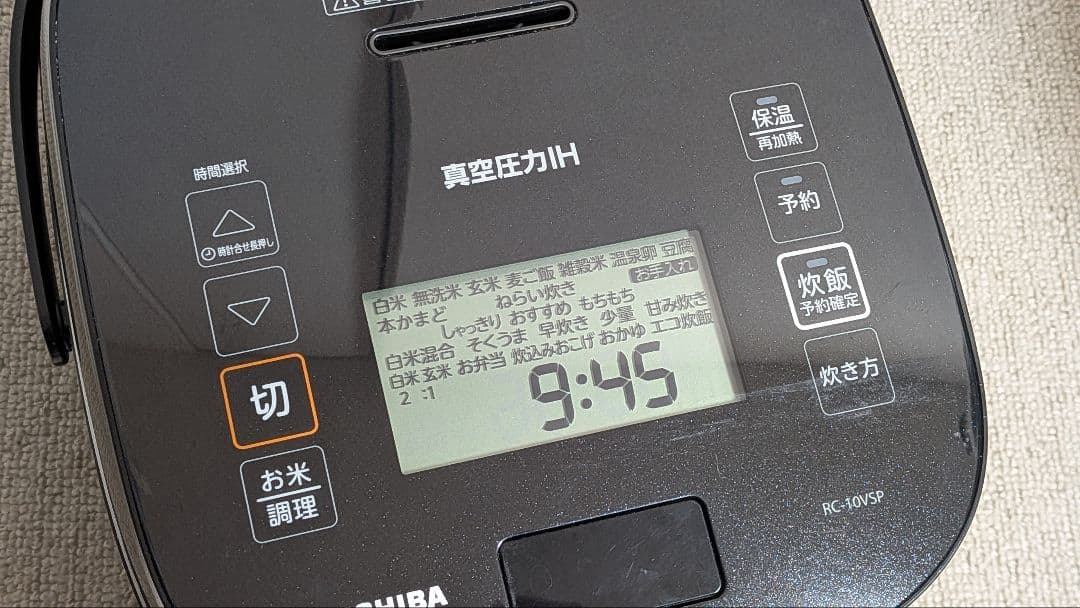 真空圧力IH
時間選択
時計合せ長押し
切
お米
調理
白米 無洗米 玄米 麦ご飯 雑穀米 温泉卵 豆腐
ねらい炊き お手入れ
本かまど しゃっきり おすすめ もちもち
白米混合 そくうま 早炊き 少量 甘み炊き
白米 玄米 お弁当 炊込みおこげ おかゆ エコ炊飯
2 :1
9:45
保温
再加熱
予約
炊飯
予約確定
炊き方
RC-10VSP
HIBA